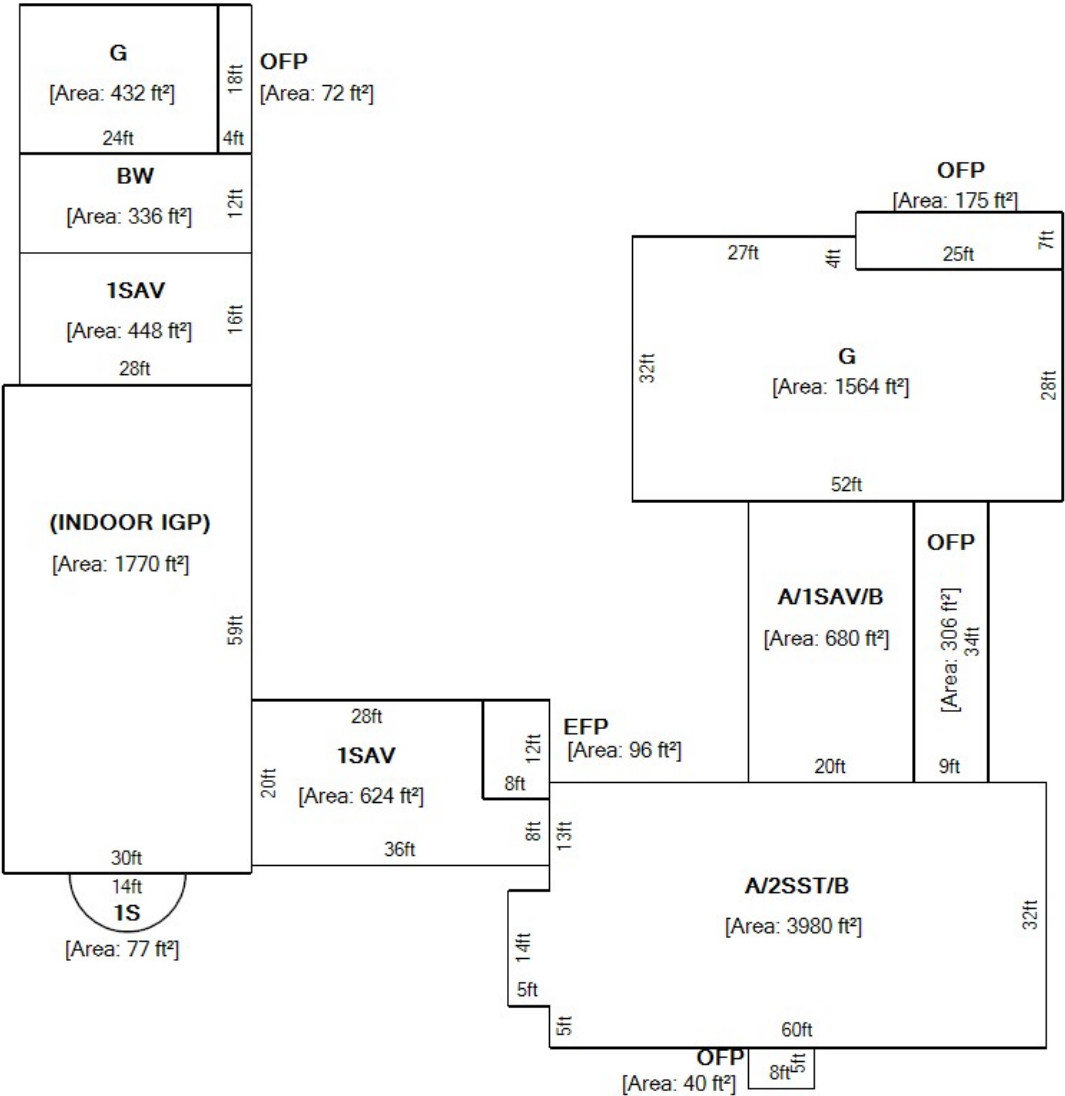 G
[Area: 432 ft²]
24ft
18ft
4ft
OFP
[Area: 72 ft²]
BW
[Area: 336 ft²]
12ft
1SAV
[Area: 448 ft²]
16ft
28ft
(INDOOR IGP)
[Area: 1770 ft²]
59ft
30ft
14ft
1S
[Area: 77 ft²]
28ft
1SAV
[Area: 624 ft²]
20ft
36ft
12ft
8ft
8ft
EFP
[Area: 96 ft²]
OFP
[Area: 175 ft²]
7ft
25ft
27ft
4ft
32ft
G
[Area: 1564 ft²]
28ft
52ft
A/1SAV/B
[Area: 680 ft²]
20ft
OFP
[Area: 306 ft²]
34ft
9ft
13ft
A/2SST/B
[Area: 3980 ft²]
32ft
14ft
5ft
5ft
60ft
OFP
[Area: 40 ft²]
8ft
5ft